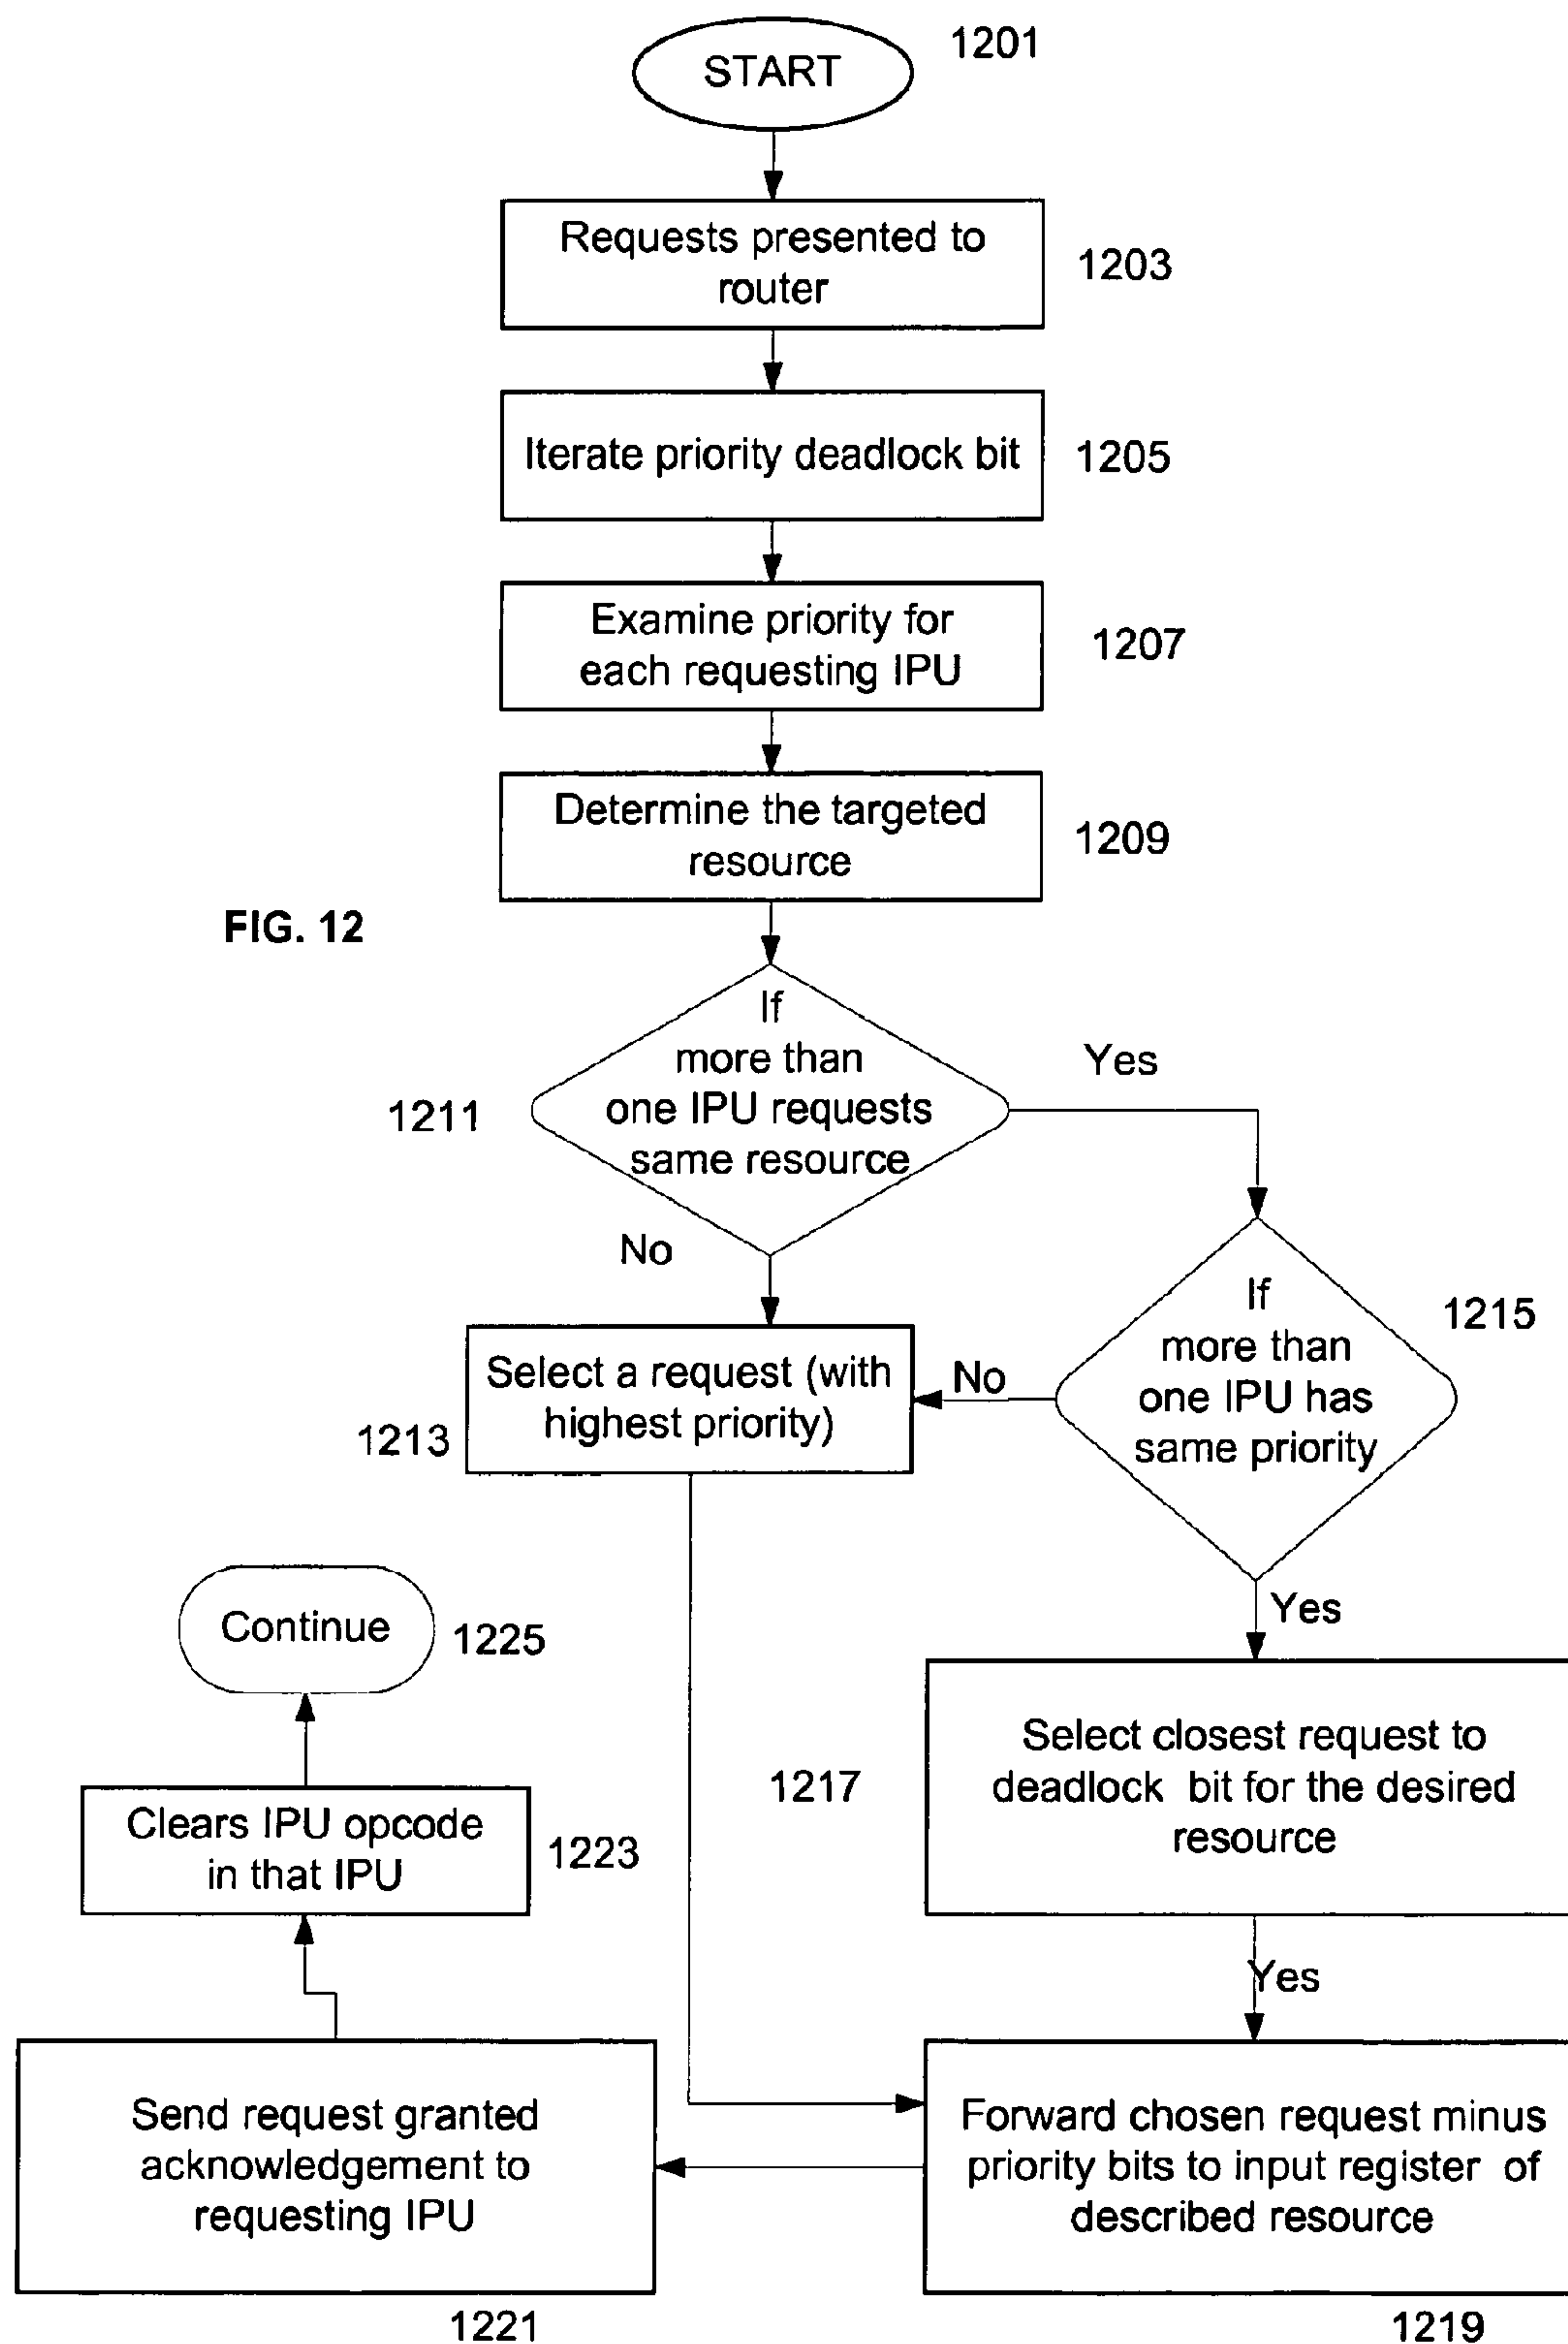 START
1201
Requests presented to
router
1203
Iterate priority deadlock bit
1205
Examine priority for
each requesting IPU
1207
Determine the targeted
resource
1209
FIG. 12
If
more than
one IPU requests
same resource
1211
Yes
No
If
more than
one IPU has
same priority
1215
Select a request (with
highest priority)
1213
No
Yes
Continue
1225
Select closest request to
deadlock bit for the desired
resource
1217
Clears IPU opcode
in that IPU
1223
Yes
Send request granted
acknowledgement to
requesting IPU
1221
Forward chosen request minus
priority bits to input register of
described resource
1219